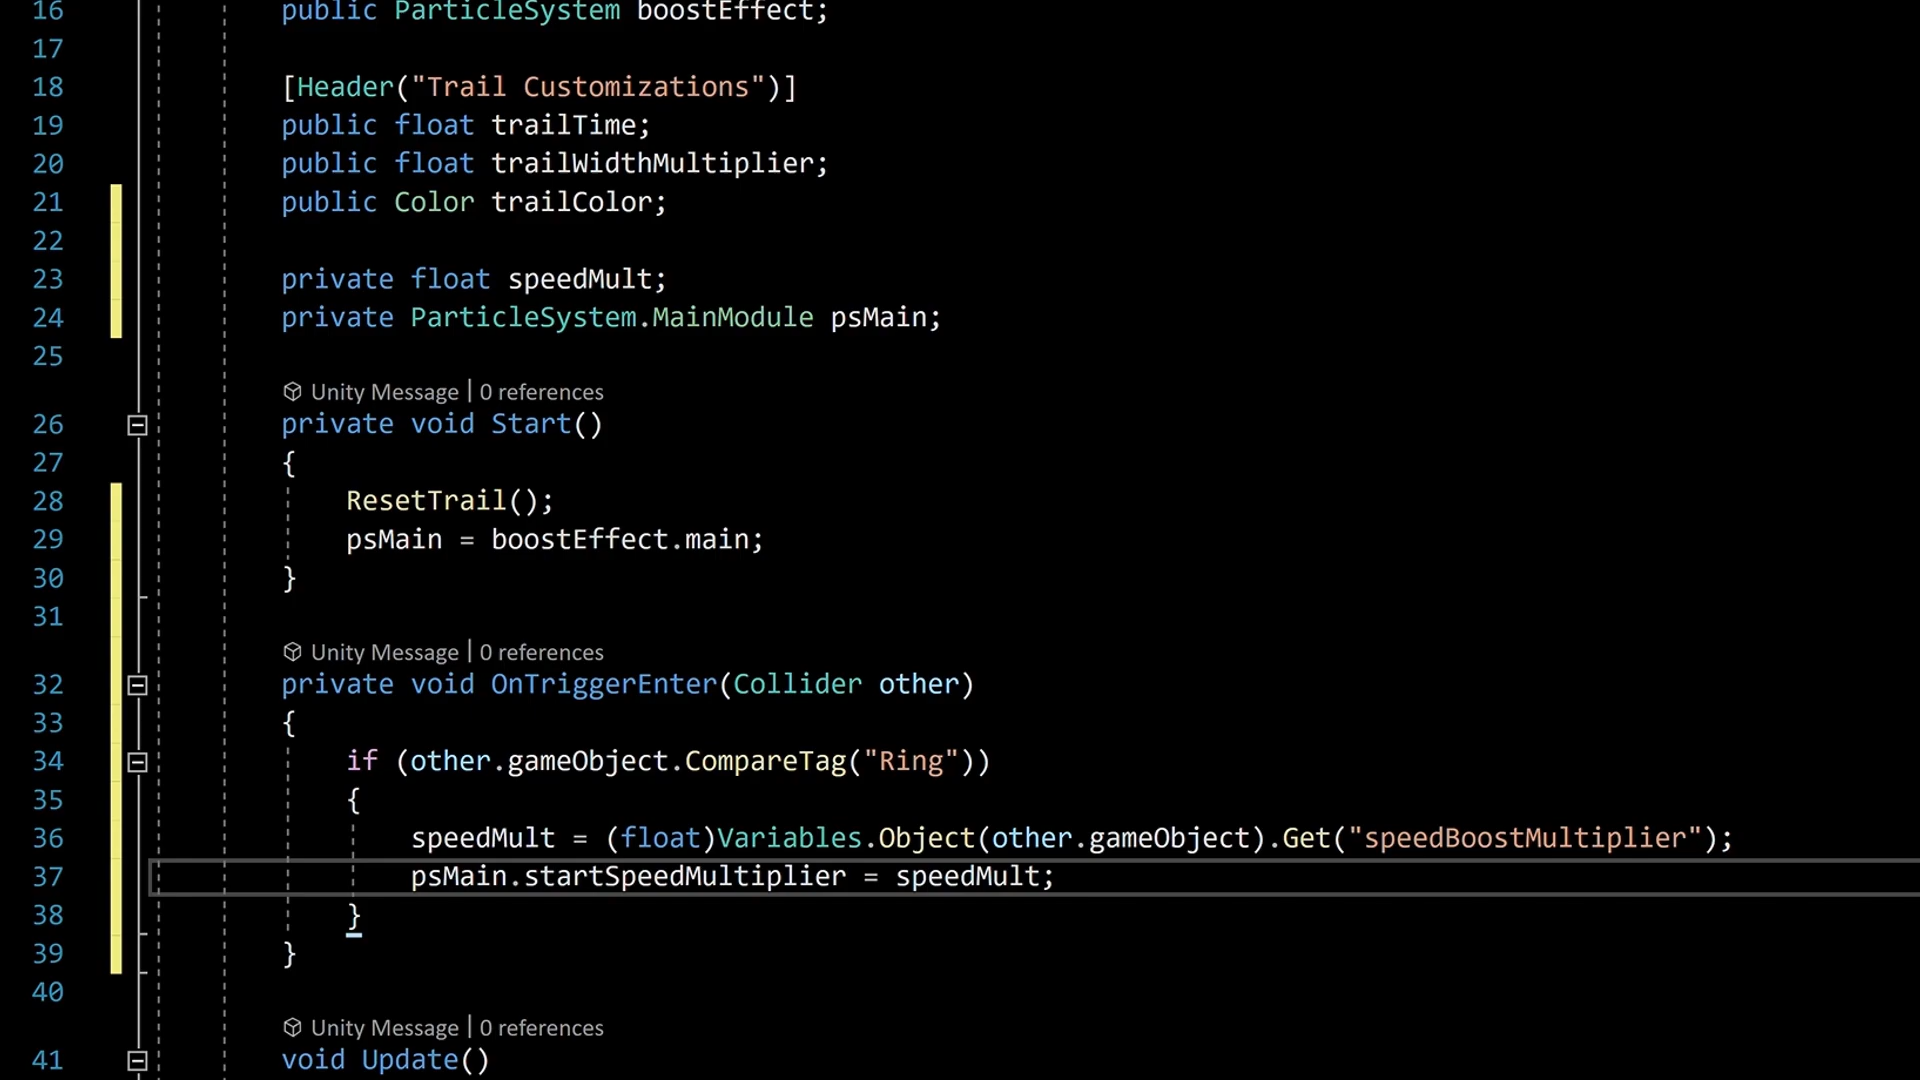 16 public ParticleSystem boostEffect;
17
18 [Header("Trail Customizations")]
19 public float trailTime;
20 public float trailWidthMultiplier;
21 public Color trailColor;
22
23 private float speedMult;
24 private ParticleSystem.MainModule psMain;
25
Unity Message | 0 references
26 private void Start()
27 {
28 ResetTrail();
29 psMain = boostEffect.main;
30 }
31
Unity Message | 0 references
32 private void OnTriggerEnter(Collider other)
33 {
34 if (other.gameObject.CompareTag("Ring"))
35 {
36 speedMult = (float)Variables.Object(other.gameObject).Get("speedBoostMultiplier");
37 psMain.startSpeedMultiplier = speedMult;
38 }
39 }
40
Unity Message | 0 references
41 void Update()